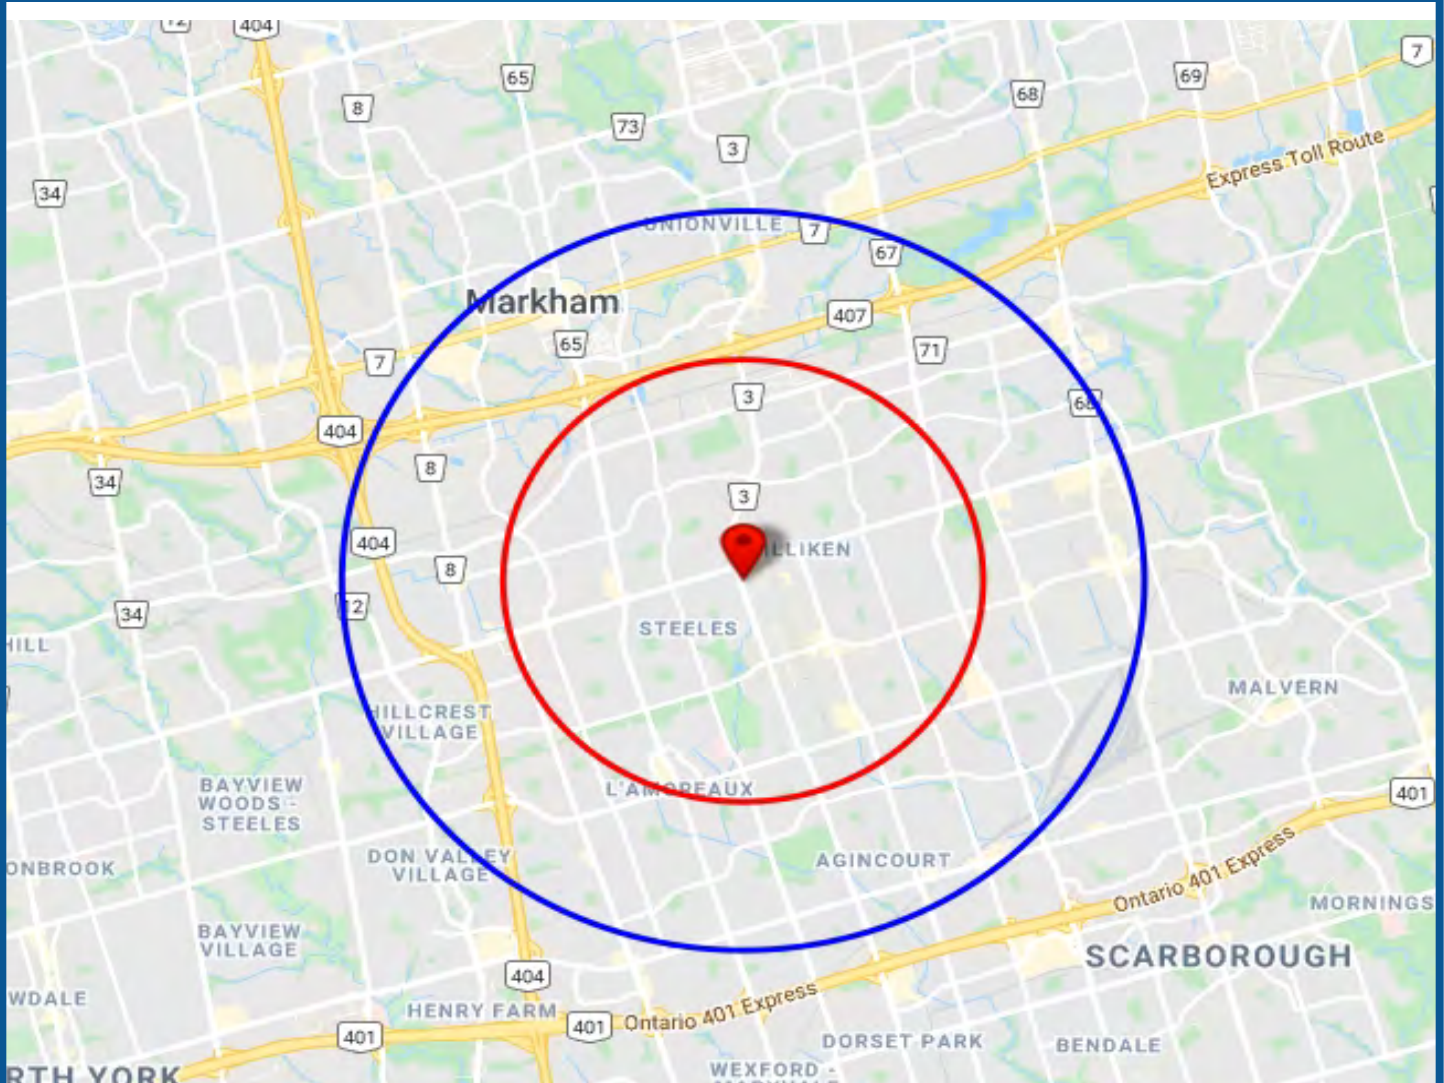 12
404
65
7
69
8
68
73
3
Express Toll Route
34
UNIONVILLE
7
67
Markham
407
65
71
7
3
68
404
8
34
3
404
ILLIKEN
8
12
34
STEELES
HILL
MALVERN
HILLCREST
VILLAGE
BAYVIEW
WOODS -
STEELES
L'AMOREAUX
401
Ontario 401 Express
DON VALLEY
VILLAGE
AGINCOURT
ONBROOK
MORNINGS
BAYVIEW
VILLAGE
SCARBOROUGH
404
WDALE
HENRY FARM
401
Ontario 401 Express
401
DORSET PARK
BENDALE
RTH YORK
WEXFORD -